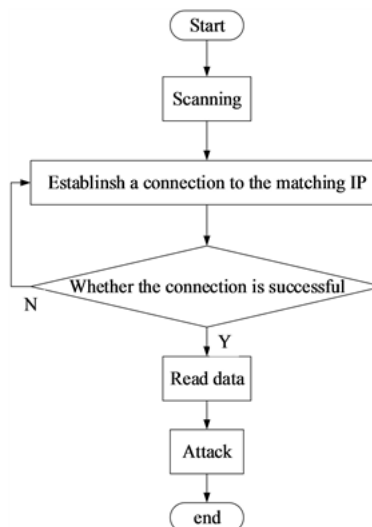 Start
Scanning
Establinsh a connection to the matching IP
Whether the connection is successful
N
Y
Read data
Attack
end